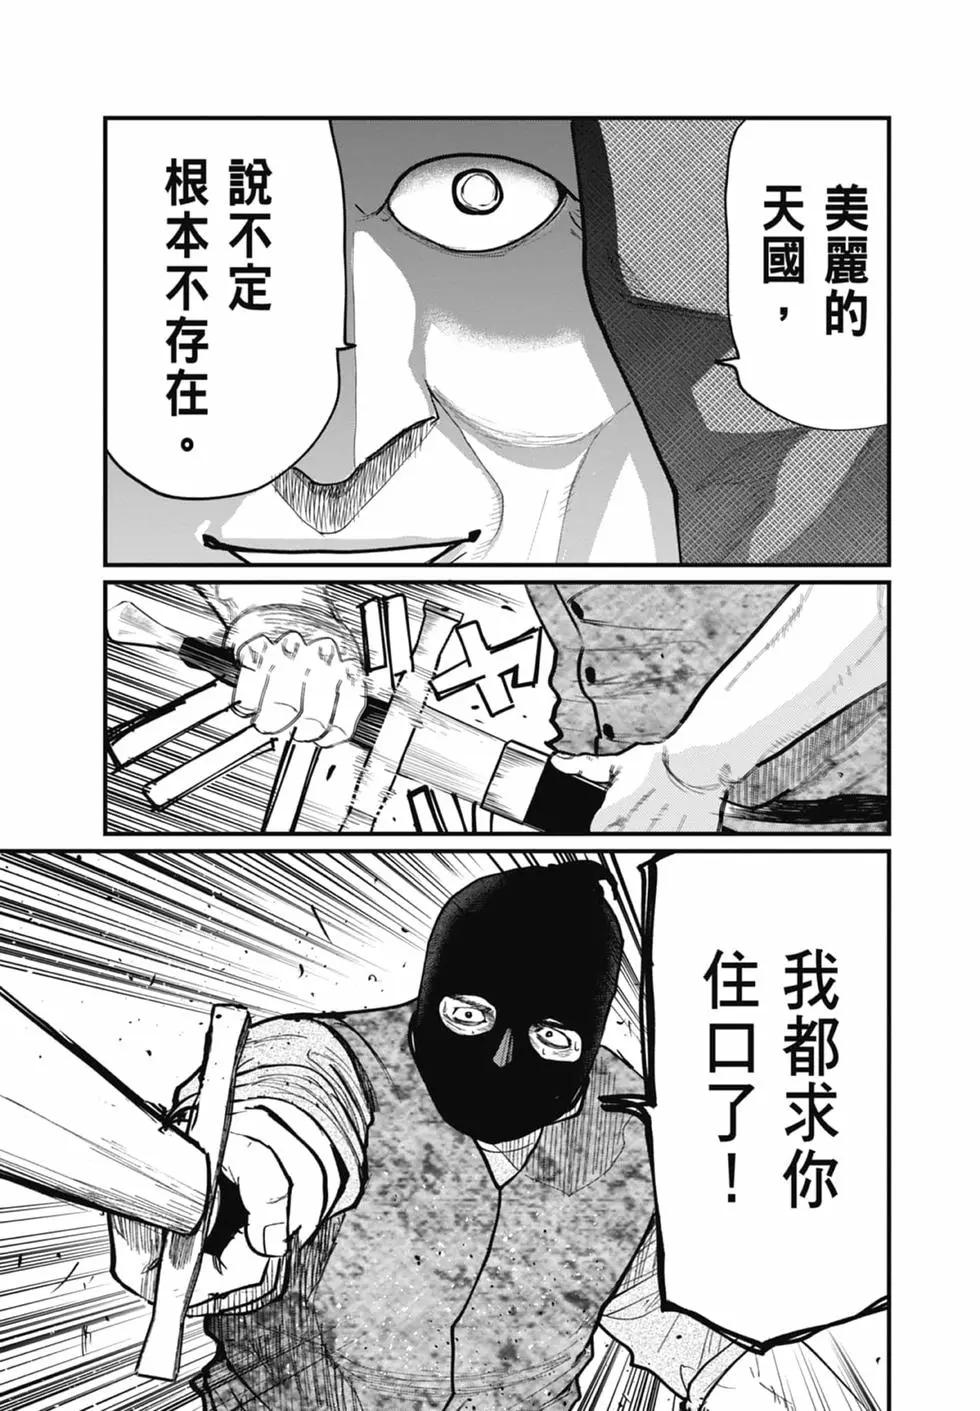 美麗的
天國，
說不定
根本不存在。
我都求你
住口了！